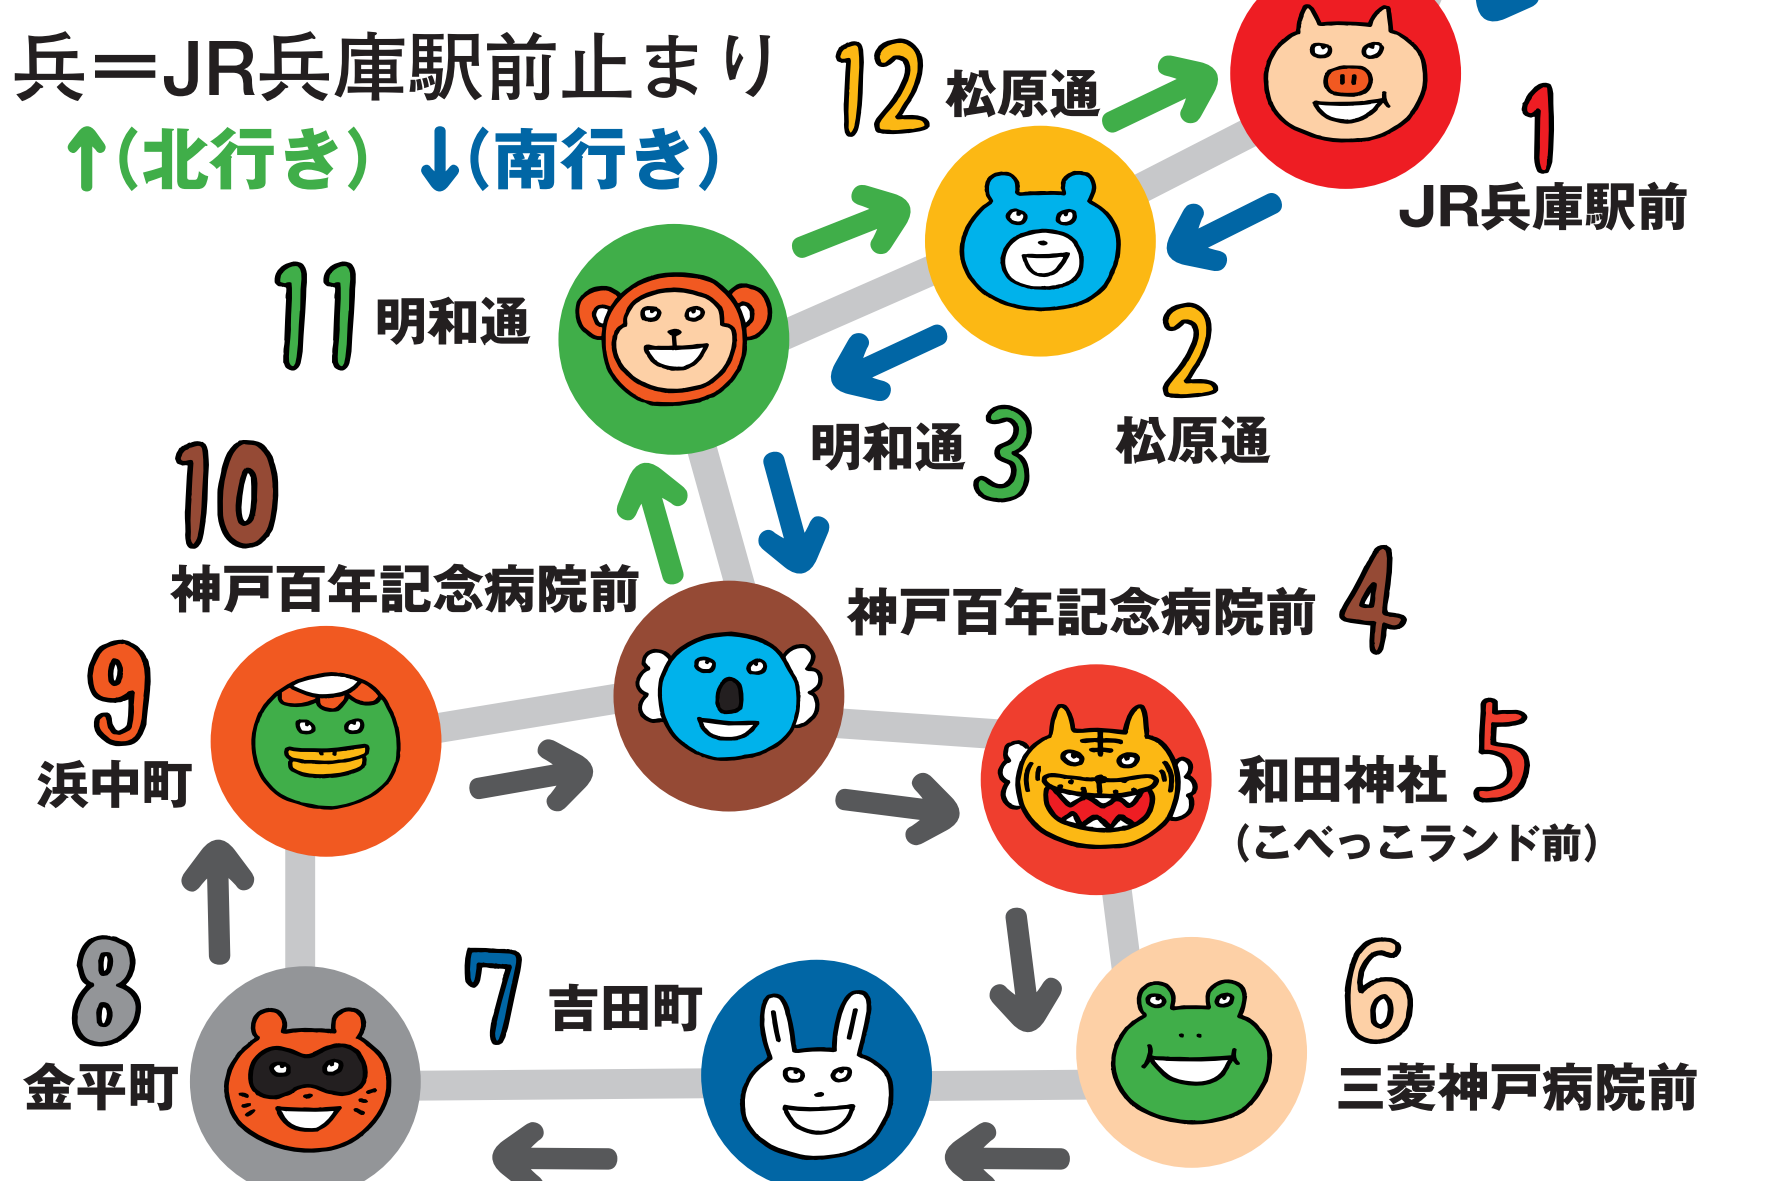 兵＝JR兵庫駅前止まり
↑(北行き) ↓(南行き)
12 松原通
1
JR兵庫駅前
11 明和通
2
松原通
明和通 3
10
神戸百年記念病院前
神戸百年記念病院前 4
9
浜中町
和田神社 5
(こべっこランド前)
8
金平町
7 吉田町
6
三菱神戸病院前